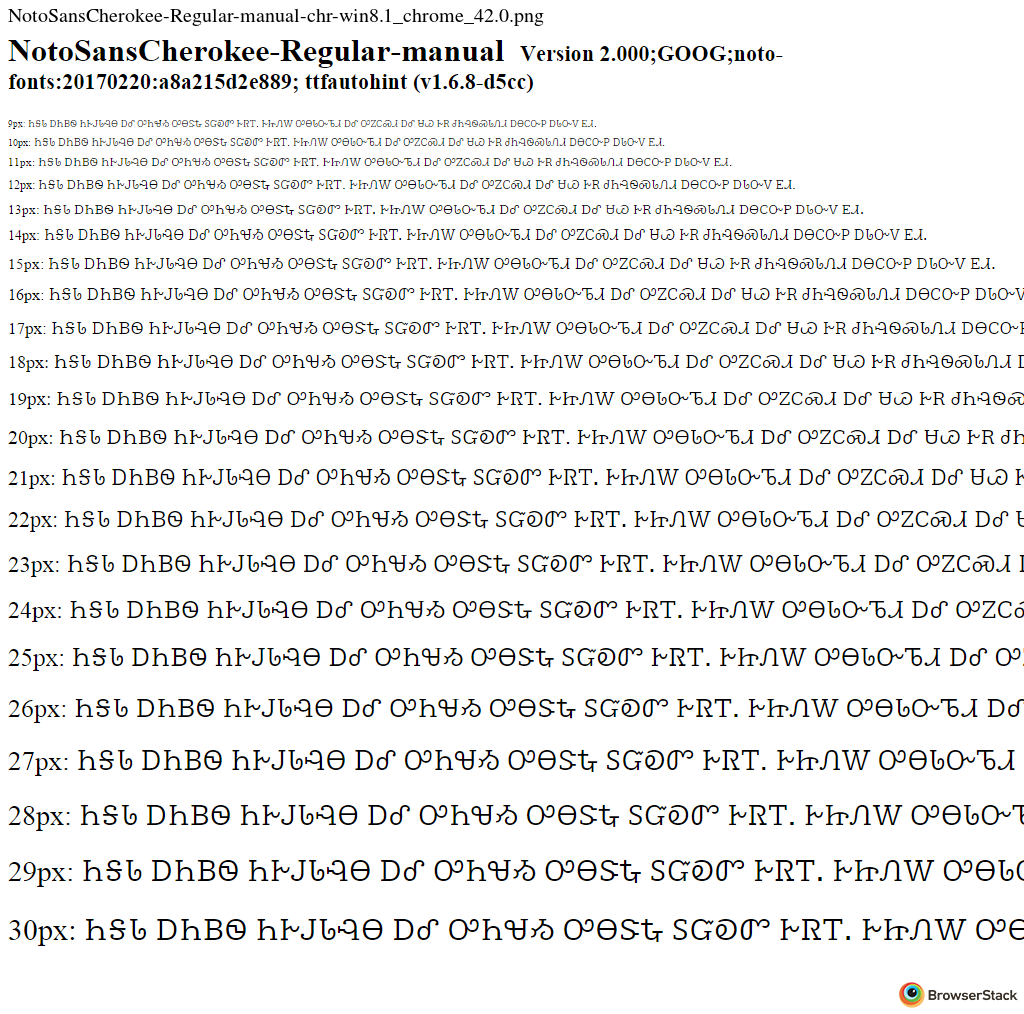 NotoSansCherokee-Regular-manual-chr-win8.1_chrome_42.0.png
NotoSansCherokee-Regular-manual Version 2.000;GOOG;noto-
fonts:20170220:a8a215d2e889; ttfautohint (v1.6.8-d5cc)
9px: ᏂᎦᏓ ᎠᏂᏴᏫ ᏂᎨᎫᏓᎸᎾ ᎠᎴ ᎤᏂᏠᏱ ᎤᎾᏕᎿ ᏚᏳᎧᏛ ᎨᏒᎢ. ᎨᏥᏁᎳ ᎤᎾᏓᏅᏖᏗ ᎠᎴ ᎤᏃᏟᏍᏗ ᎠᎴ ᏌᏊ ᎨᏒ ᏧᏂᎸᏫᏍᏓᏁᏗ ᎠᎾᏟᏅᏢ ᎠᏓᏅᏙ ᎬᏗ.
10px: ᏂᎦᏓ ᎠᏂᏴᏫ ᏂᎨᎫᏓᎸᎾ ᎠᎴ ᎤᏂᏠᏱ ᎤᎾᏕᎿ ᏚᏳᎧᏛ ᎨᏒᎢ. ᎨᏥᏁᎳ ᎤᎾᏓᏅᏖᏗ ᎠᎴ ᎤᏃᏟᏍᏗ ᎠᎴ ᏌᏊ ᎨᏒ ᏧᏂᎸᏫᏍᏓᏁᏗ ᎠᎾᏟᏅᏢ ᎠᏓᏅᏙ ᎬᏗ.
11px: ᏂᎦᏓ ᎠᏂᏴᏫ ᏂᎨᎫᏓᎸᎾ ᎠᎴ ᎤᏂᏠᏱ ᎤᎾᏕᎿ ᏚᏳᎧᏛ ᎨᏒᎢ. ᎨᏥᏁᎳ ᎤᎾᏓᏅᏖᏗ ᎠᎴ ᎤᏃᏟᏍᏗ ᎠᎴ ᏌᏊ ᎨᏒ ᏧᏂᎸᏫᏍᏓᏁᏗ ᎠᎾᏟᏅᏢ ᎠᏓᏅᏙ ᎬᏗ.
12px: ᏂᎦᏓ ᎠᏂᏴᏫ ᏂᎨᎫᏓᎸᎾ ᎠᎴ ᎤᏂᏠᏱ ᎤᎾᏕᎿ ᏚᏳᎧᏛ ᎨᏒᎢ. ᎨᏥᏁᎳ ᎤᎾᏓᏅᏖᏗ ᎠᎴ ᎤᏃᏟᏍᏗ ᎠᎴ ᏌᏊ ᎨᏒ ᏧᏂᎸᏫᏍᏓᏁᏗ ᎠᎾᏟᏅᏢ ᎠᏓᏅᏙ ᎬᏗ.
13px: ᏂᎦᏓ ᎠᏂᏴᏫ ᏂᎨᎫᏓᎸᎾ ᎠᎴ ᎤᏂᏠᏱ ᎤᎾᏕᎿ ᏚᏳᎧᏛ ᎨᏒᎢ. ᎨᏥᏁᎳ ᎤᎾᏓᏅᏖᏗ ᎠᎴ ᎤᏃᏟᏍᏗ ᎠᎴ ᏌᏊ ᎨᏒ ᏧᏂᎸᏫᏍᏓᏁᏗ ᎠᎾᏟᏅᏢ ᎠᏓᏅᏙ ᎬᏗ.
14px: ᏂᎦᏓ ᎠᏂᏴᏫ ᏂᎨᎫᏓᎸᎾ ᎠᎴ ᎤᏂᏠᏱ ᎤᎾᏕᎿ ᏚᏳᎧᏛ ᎨᏒᎢ. ᎨᏥᏁᎳ ᎤᎾᏓᏅᏖᏗ ᎠᎴ ᎤᏃᏟᏍᏗ ᎠᎴ ᏌᏊ ᎨᏒ ᏧᏂᎸᏫᏍᏓᏁᏗ ᎠᎾᏟᏅᏢ ᎠᏓᏅᏙ ᎬᏗ.
15px: ᏂᎦᏓ ᎠᏂᏴᏫ ᏂᎨᎫᏓᎸᎾ ᎠᎴ ᎤᏂᏠᏱ ᎤᎾᏕᎿ ᏚᏳᎧᏛ ᎨᏒᎢ. ᎨᏥᏁᎳ ᎤᎾᏓᏅᏖᏗ ᎠᎴ ᎤᏃᏟᏍᏗ ᎠᎴ ᏌᏊ ᎨᏒ ᏧᏂᎸᏫᏍᏓᏁᏗ ᎠᎾᏟᏅᏢ ᎠᏓᏅᏙ ᎬᏗ.
16px: ᏂᎦᏓ ᎠᏂᏴᏫ ᏂᎨᎫᏓᎸᎾ ᎠᎴ ᎤᏂᏠᏱ ᎤᎾᏕᎿ ᏚᏳᎧᏛ ᎨᏒᎢ. ᎨᏥᏁᎳ ᎤᎾᏓᏅᏖᏗ ᎠᎴ ᎤᏃᏟᏍᏗ ᎠᎴ ᏌᏊ ᎨᏒ ᏧᏂᎸᏫᏍᏓᏁᏗ ᎠᎾᏟᏅᏢ ᎠᏓᏅᏙ
17px: ᏂᎦᏓ ᎠᏂᏴᏫ ᏂᎨᎫᏓᎸᎾ ᎠᎴ ᎤᏂᏠᏱ ᎤᎾᏕᎿ ᏚᏳᎧᏛ ᎨᏒᎢ. ᎨᏥᏁᎳ ᎤᎾᏓᏅᏖᏗ ᎠᎴ ᎤᏃᏟᏍᏗ ᎠᎴ ᏌᏊ ᎨᏒ ᏧᏂᎸᏫᏍᏓᏁᏗ ᎠᎾᏟᏅᏢ
18px: ᏂᎦᏓ ᎠᏂᏴᏫ ᏂᎨᎫᏓᎸᎾ ᎠᎴ ᎤᏂᏠᏱ ᎤᎾᏕᎿ ᏚᏳᎧᏛ ᎨᏒᎢ. ᎨᏥᏁᎳ ᎤᎾᏓᏅᏖᏗ ᎠᎴ ᎤᏃᏟᏍᏗ ᎠᎴ ᏌᏊ ᎨᏒ ᏧᏂᎸᏫᏍᏓᏁᏗ Ꭰ
19px: ᏂᎦᏓ ᎠᏂᏴᏫ ᏂᎨᎫᏓᎸᎾ ᎠᎴ ᎤᏂᏠᏱ ᎤᎾᏕᎿ ᏚᏳᎧᏛ ᎨᏒᎢ. ᎨᏥᏁᎳ ᎤᎾᏓᏅᏖᏗ ᎠᎴ ᎤᏃᏟᏍᏗ ᎠᎴ ᏌᏊ ᎨᏒ ᏧᏂᎸᏫᏍ
20px: ᏂᎦᏓ ᎠᏂᏴᏫ ᏂᎨᎫᏓᎸᎾ ᎠᎴ ᎤᏂᏠᏱ ᎤᎾᏕᎿ ᏚᏳᎧᏛ ᎨᏒᎢ. ᎨᏥᏁᎳ ᎤᎾᏓᏅᏖᏗ ᎠᎴ ᎤᏃᏟᏍᏗ ᎠᎴ ᏌᏊ ᎨᏒ ᏧᏂ
21px: ᏂᎦᏓ ᎠᏂᏴᏫ ᏂᎨᎫᏓᎸᎾ ᎠᎴ ᎤᏂᏠᏱ ᎤᎾᏕᎿ ᏚᏳᎧᏛ ᎨᏒᎢ. ᎨᏥᏁᎳ ᎤᎾᏓᏅᏖᏗ ᎠᎴ ᎤᏃᏟᏍᏗ ᎠᎴ ᏌᏊ
22px: ᏂᎦᏓ ᎠᏂᏴᏫ ᏂᎨᎫᏓᎸᎾ ᎠᎴ ᎤᏂᏠᏱ ᎤᎾᏕᎿ ᏚᏳᎧᏛ ᎨᏒᎢ. ᎨᏥᏁᎳ ᎤᎾᏓᏅᏖᏗ ᎠᎴ ᎤᏃᏟᏍᏗ ᎠᎴ
23px: ᏂᎦᏓ ᎠᏂᏴᏫ ᏂᎨᎫᏓᎸᎾ ᎠᎴ ᎤᏂᏠᏱ ᎤᎾᏕᎿ ᏚᏳᎧᏛ ᎨᏒᎢ. ᎨᏥᏁᎳ ᎤᎾᏓᏅᏖᏗ ᎠᎴ ᎤᏃᏟᏍᏗ
24px: ᏂᎦᏓ ᎠᏂᏴᏫ ᏂᎨᎫᏓᎸᎾ ᎠᎴ ᎤᏂᏠᏱ ᎤᎾᏕᎿ ᏚᏳᎧᏛ ᎨᏒᎢ. ᎨᏥᏁᎳ ᎤᎾᏓᏅᏖᏗ ᎠᎴ ᎤᏃᏟ
25px: ᏂᎦᏓ ᎠᏂᏴᏫ ᏂᎨᎫᏓᎸᎾ ᎠᎴ ᎤᏂᏠᏱ ᎤᎾᏕᎿ ᏚᏳᎧᏛ ᎨᏒᎢ. ᎨᏥᏁᎳ ᎤᎾᏓᏅᏖᏗ ᎠᎴ Ꭴ
26px: ᏂᎦᏓ ᎠᏂᏴᏫ ᏂᎨᎫᏓᎸᎾ ᎠᎴ ᎤᏂᏠᏱ ᎤᎾᏕᎿ ᏚᏳᎧᏛ ᎨᏒᎢ. ᎨᏥᏁᎳ ᎤᎾᏓᏅᏖᏗ ᎠᎴ
27px: ᏂᎦᏓ ᎠᏂᏴᏫ ᏂᎨᎫᏓᎸᎾ ᎠᎴ ᎤᏂᏠᏱ ᎤᎾᏕᎿ ᏚᏳᎧᏛ ᎨᏒᎢ. ᎨᏥᏁᎳ ᎤᎾᏓᏅᏖᏗ
28px: ᏂᎦᏓ ᎠᏂᏴᏫ ᏂᎨᎫᏓᎸᎾ ᎠᎴ ᎤᏂᏠᏱ ᎤᎾᏕᎿ ᏚᏳᎧᏛ ᎨᏒᎢ. ᎨᏥᏁᎳ ᎤᎾᏓᏅ
29px: ᏂᎦᏓ ᎠᏂᏴᏫ ᏂᎨᎫᏓᎸᎾ ᎠᎴ ᎤᏂᏠᏱ ᎤᎾᏕᎿ ᏚᏳᎧᏛ ᎨᏒᎢ. ᎨᏥᏁᎳ ᎤᎾᏓ
30px: ᏂᎦᏓ ᎠᏂᏴᏫ ᏂᎨᎫᏓᎸᎾ ᎠᎴ ᎤᏂᏠᏱ ᎤᎾᏕᎿ ᏚᏳᎧᏛ ᎨᏒᎢ. ᎨᏥᏁᎳ ᎤᎾ
BrowserStack